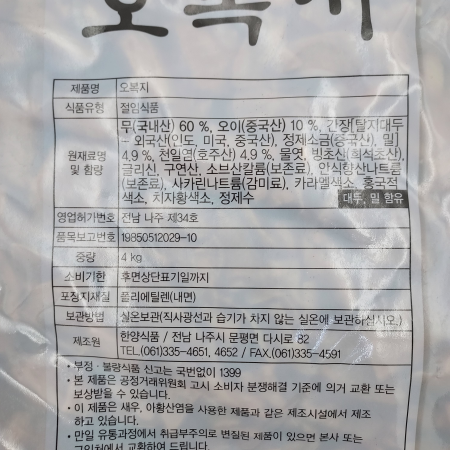 오복지
제품명 오복지
식품유형 절임식품
원재료명 및 함량
무(국내산) 60 %, 오이(중국산) 10 %, 간장[탈지대두
– 외국산(인도, 미국, 중국산), 정제소금(중국산), 밀]
4.9 %, 천일염(호주산) 4.9 %, 물엿, 빙초산(희석초산),
글리신, 구연산, 소브산칼륨(보존료), 안식향산나트륨
(보존료), 사카린나트륨(감미료), 카라멜색소, 홍국적
색소, 치자황색소, 정제수
대두, 밀 함유
영업허가번호 전남 나주 제34호
품목보고번호 19850512029-10
중량 4 kg
소비기한 후면상단표기일까지
포장지재질 폴리에틸렌(내면)
보관방법 실온보관(직사광선과 습기가 차지 않는 실온에 보관하십시오.)
제조원 한양식품 / 전남 나주시 문평면 다시로 82
TEL.(061)335-4651, 4652 / FAX.(061)335-4591
• 부정 · 불량식품 신고는 국번없이 1399
• 본 제품은 공정거래위원회 고시 소비자 분쟁해결 기준에 의거 교환 또는
보상받을 수 있습니다.
• 이 제품은 새우, 아황산염을 사용한 제품과 같은 제조시설에서 제조
하고 있습니다.
• 만일 유통과정에서 취급부주의로 변질된 제품이 있으면 본사 또는
구입처에서 교환하여 드립니다.